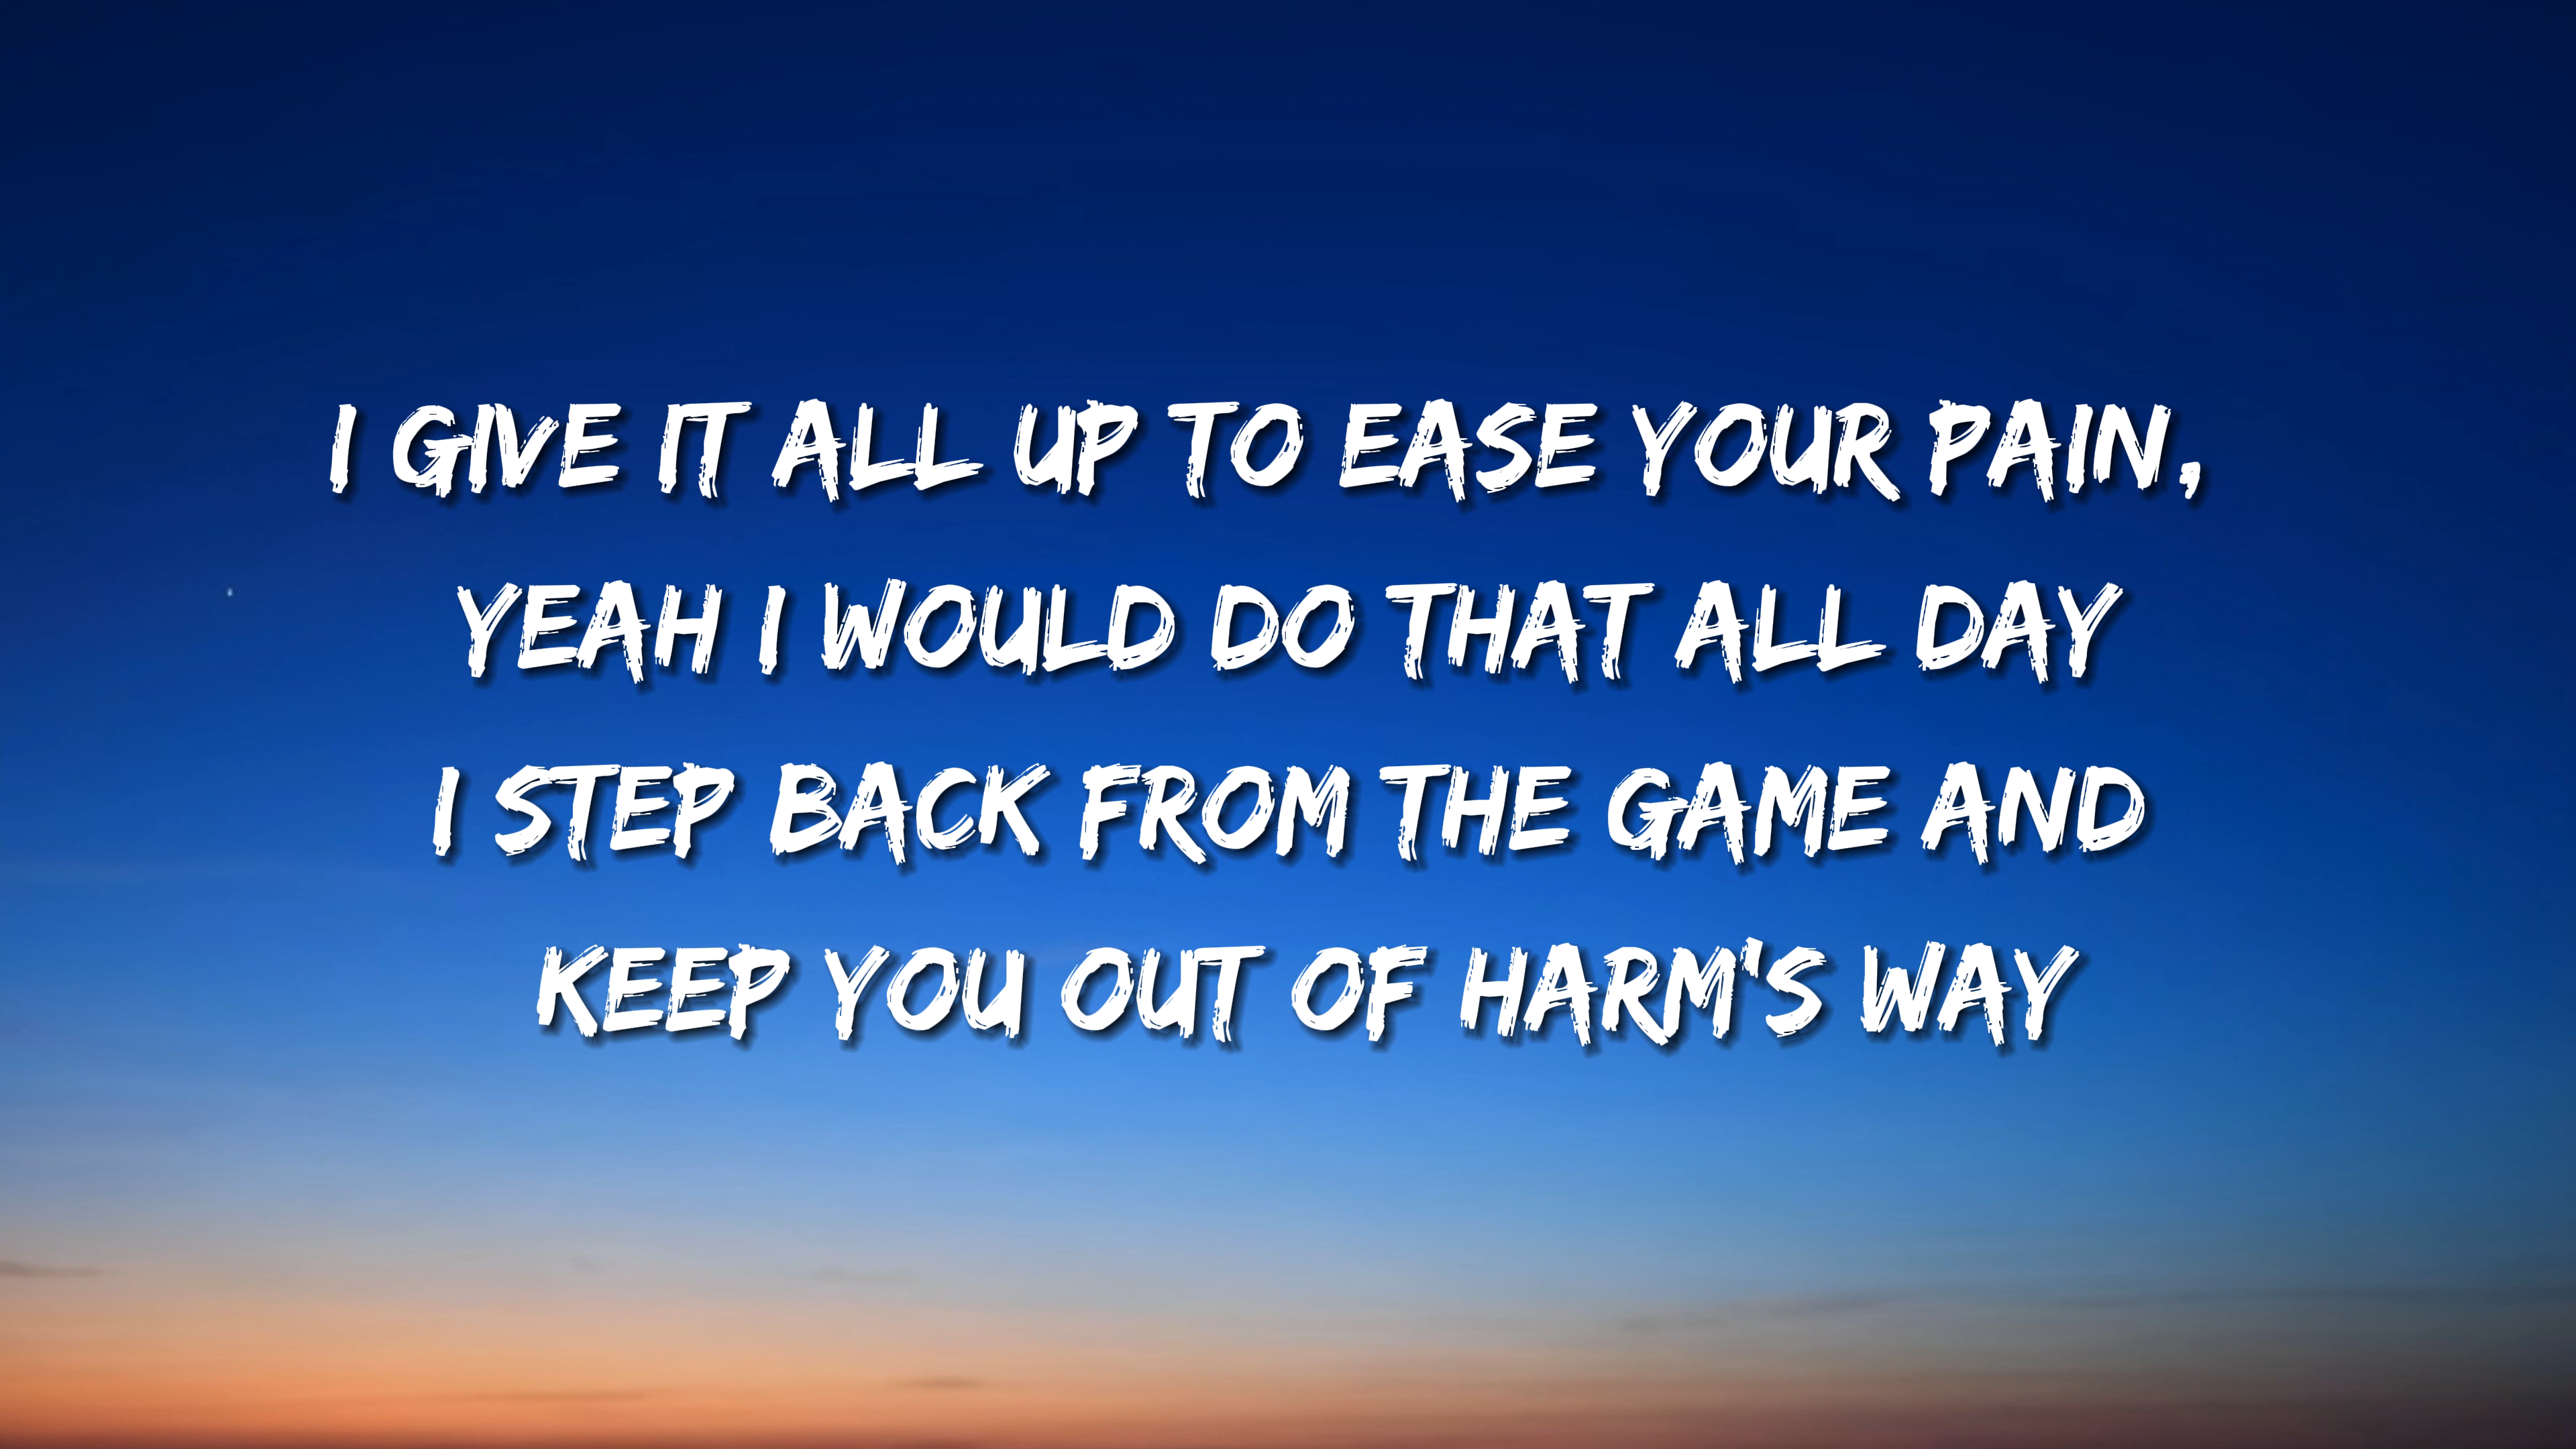 I GIVE IT ALL UP TO EASE YOUR PAIN,
YEAH I WOULD DO THAT ALL DAY
I STEP BACK FROM THE GAME AND
KEEP YOU OUT OF HARM'S WAY